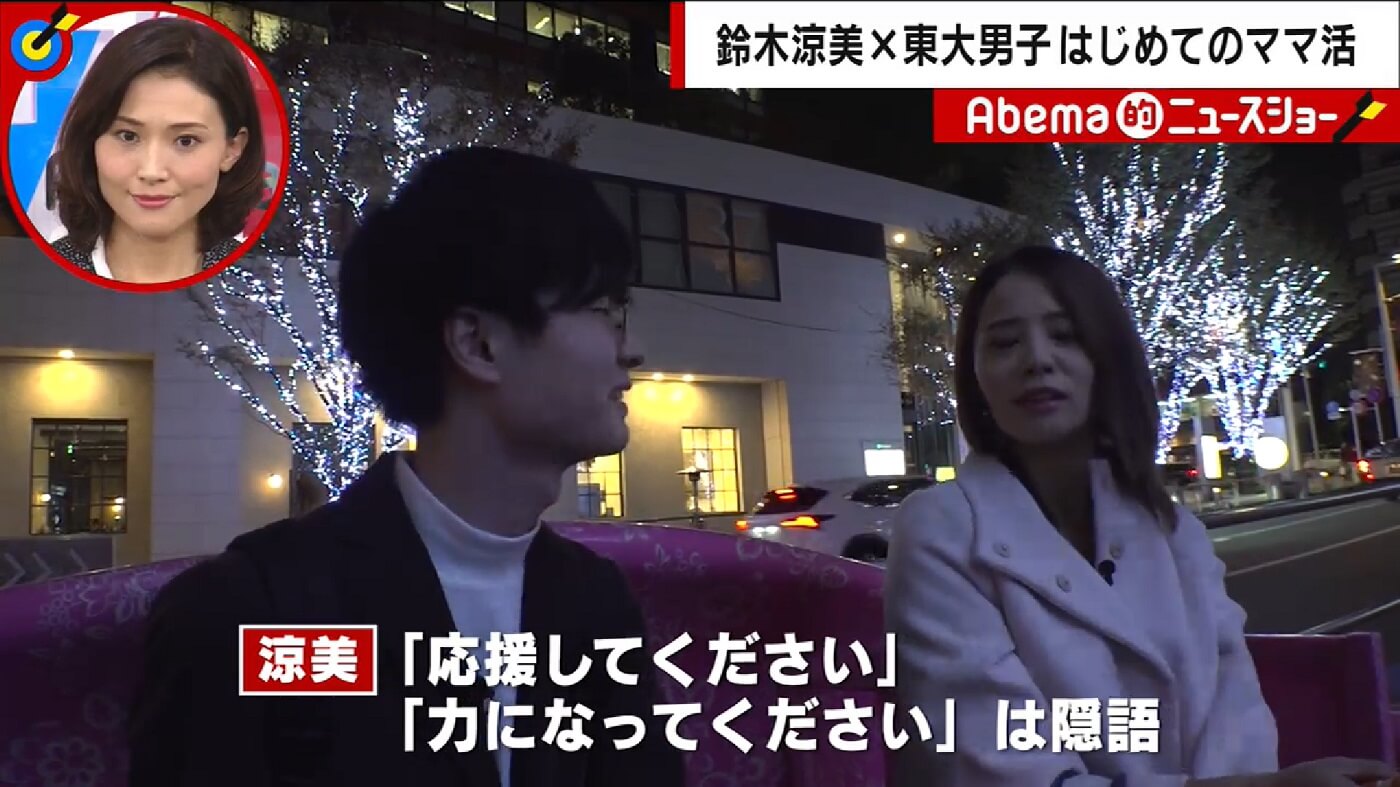 鈴木涼美×東大男子はじめてのママ活
Abema的ニュースショー
涼美 「応援してください」
「力になってください」は隠語